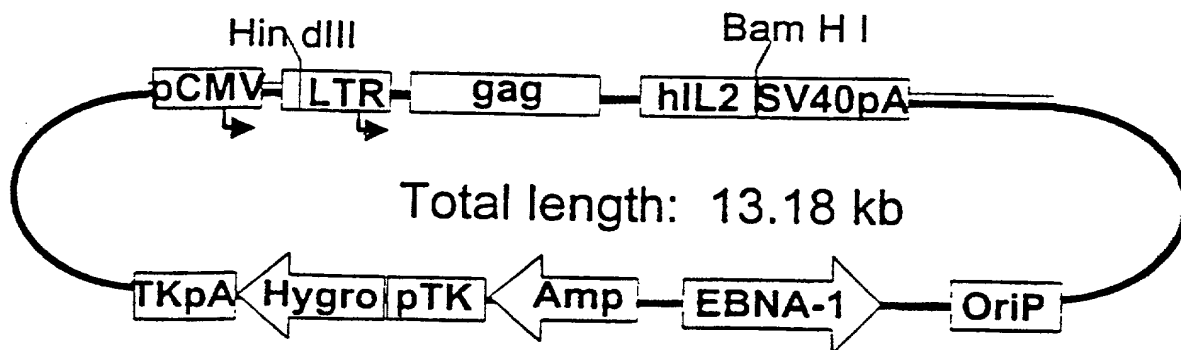 Hin dIII
Bam H I
pCMV LTR gag hIL2 SV40pA
Total length: 13.18 kb
TKpA Hygro pTK Amp EBNA-1 OriP